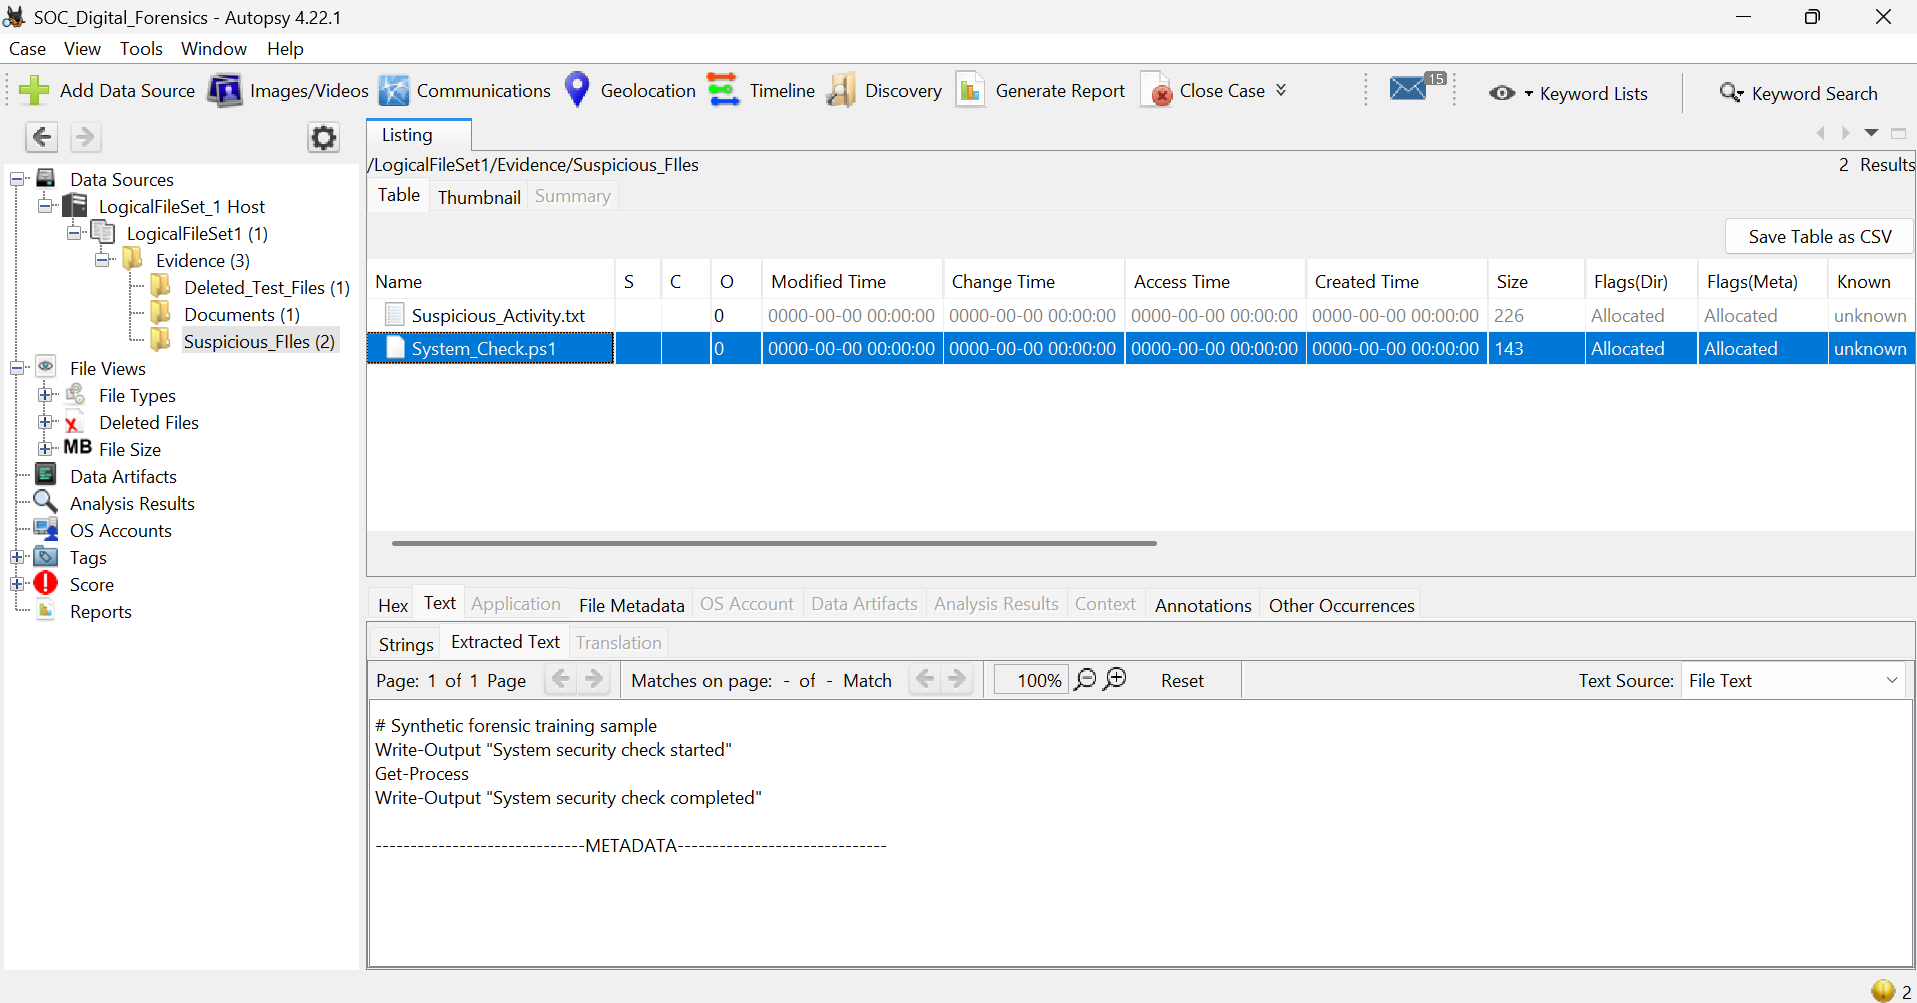 SOC_Digital_Forensics - Autopsy 4.22.1
Case View Tools Window Help
Add Data Source Images/Videos Communications Geolocation Timeline Discovery Generate Report Close Case 15 Keyword Lists Keyword Search
Listing
/LogicalFileSet1/Evidence/Suspicious_FIles 2 Results
Table Thumbnail Summary
Save Table as CSV
Name S C O Modified Time Change Time Access Time Created Time Size Flags(Dir) Flags(Meta) Known
Suspicious_Activity.txt 0 0000-00-00 00:00:00 0000-00-00 00:00:00 0000-00-00 00:00:00 0000-00-00 00:00:00 226 Allocated Allocated unknown
System_Check.ps1 0 0000-00-00 00:00:00 0000-00-00 00:00:00 0000-00-00 00:00:00 0000-00-00 00:00:00 143 Allocated Allocated unknown
Data Sources
LogicalFileSet_1 Host
LogicalFileSet1 (1)
Evidence (3)
Deleted_Test_Files (1)
Documents (1)
Suspicious_FIles (2)
File Views
File Types
Deleted Files
MB File Size
Data Artifacts
Analysis Results
OS Accounts
Tags
Score
Reports
Hex Text Application File Metadata OS Account Data Artifacts Analysis Results Context Annotations Other Occurrences
Strings Extracted Text Translation
Page: 1 of 1 Page Matches on page: - of - Match 100% Reset Text Source: File Text
# Synthetic forensic training sample
Write-Output "System security check started"
Get-Process
Write-Output "System security check completed"
------------------------------METADATA------------------------------
2